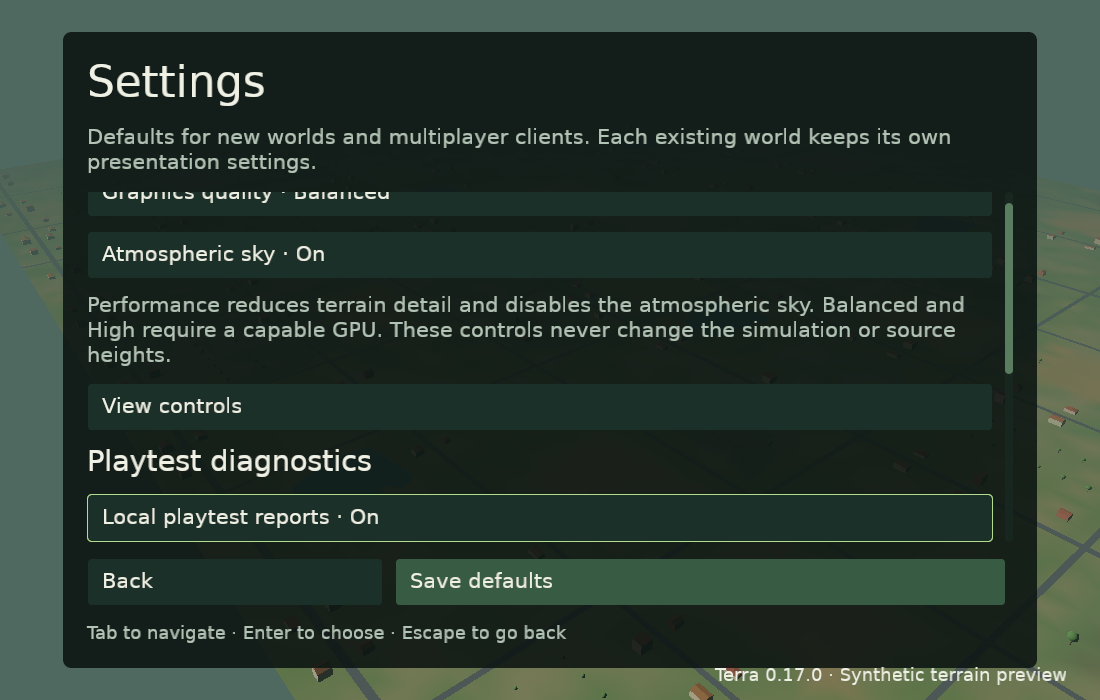 Settings
Defaults for new worlds and multiplayer clients. Each existing world keeps its own
presentation settings.
Graphics quality · Balanced
Atmospheric sky · On
Performance reduces terrain detail and disables the atmospheric sky. Balanced and
High require a capable GPU. These controls never change the simulation or source
heights.
View controls
Playtest diagnostics
Local playtest reports · On
Back
Save defaults
Tab to navigate · Enter to choose · Escape to go back
Terra 0.17.0 · Synthetic terrain preview